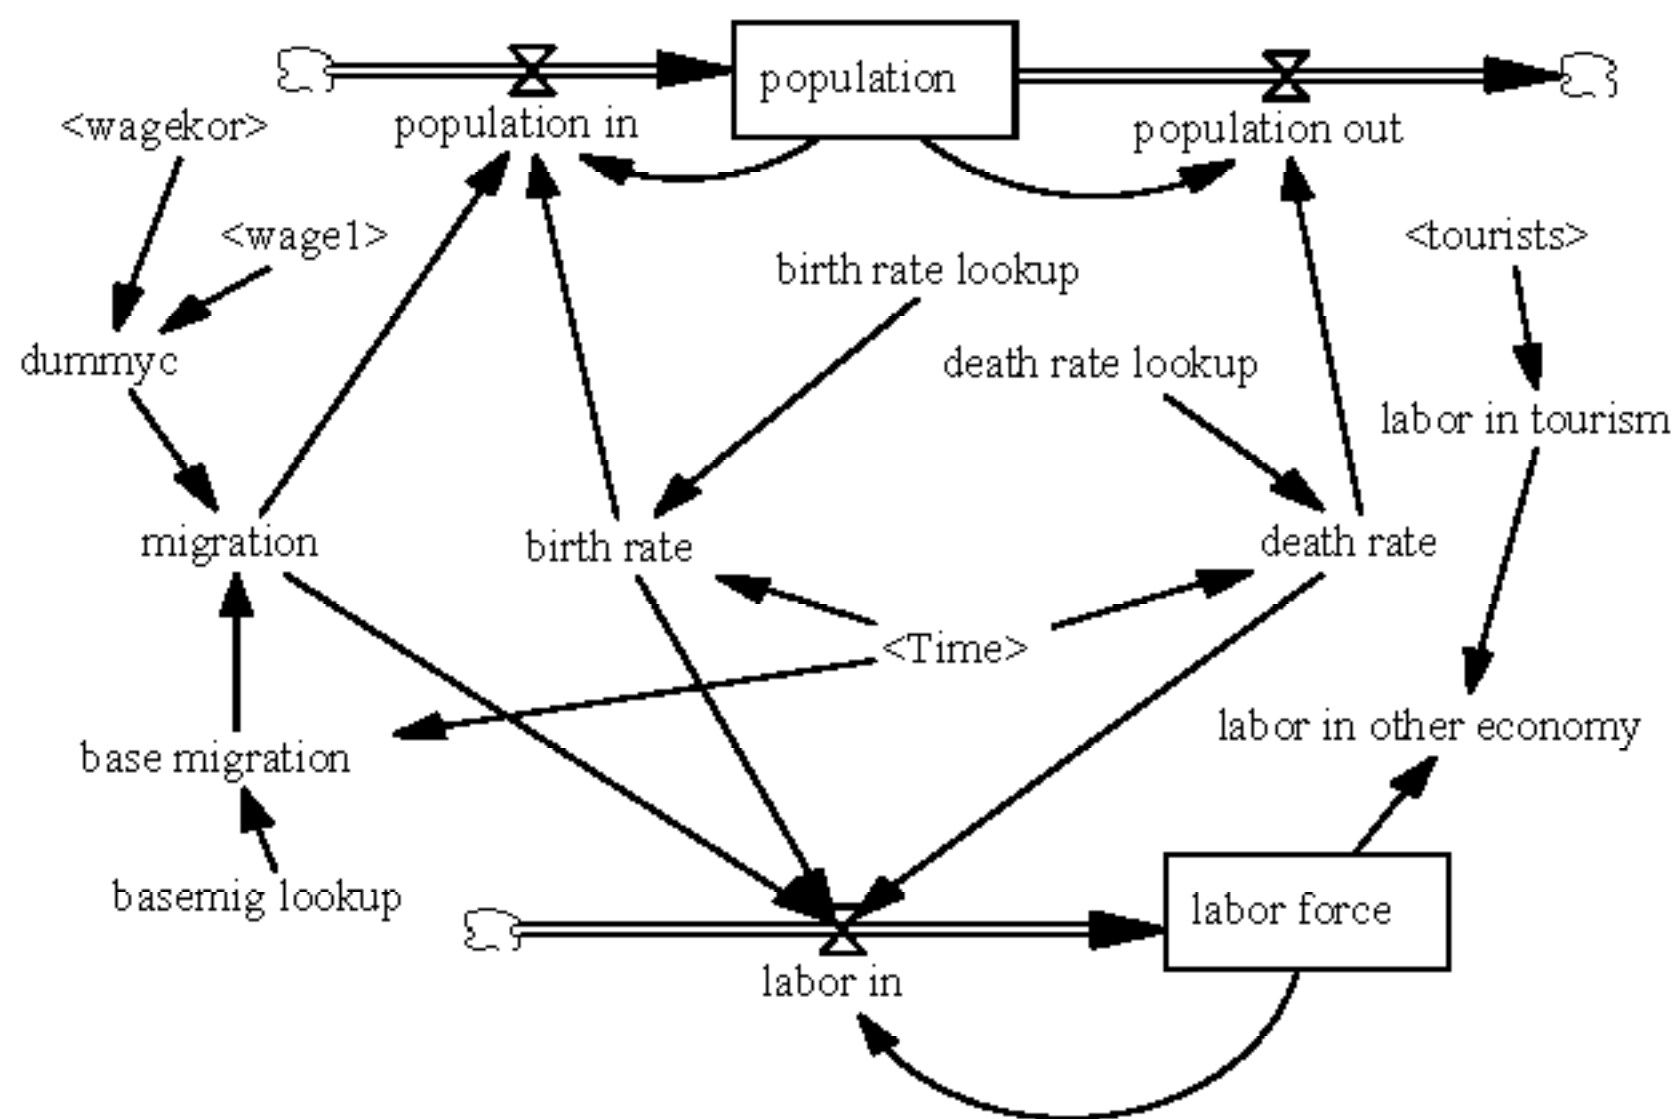 population
population in
population out
<wagekor>
<wage1>
<tourists>
birth rate lookup
dummyc
death rate lookup
labor in tourism
migration
birth rate
death rate
<Time>
labor in other economy
base migration
basemig lookup
labor force
labor in